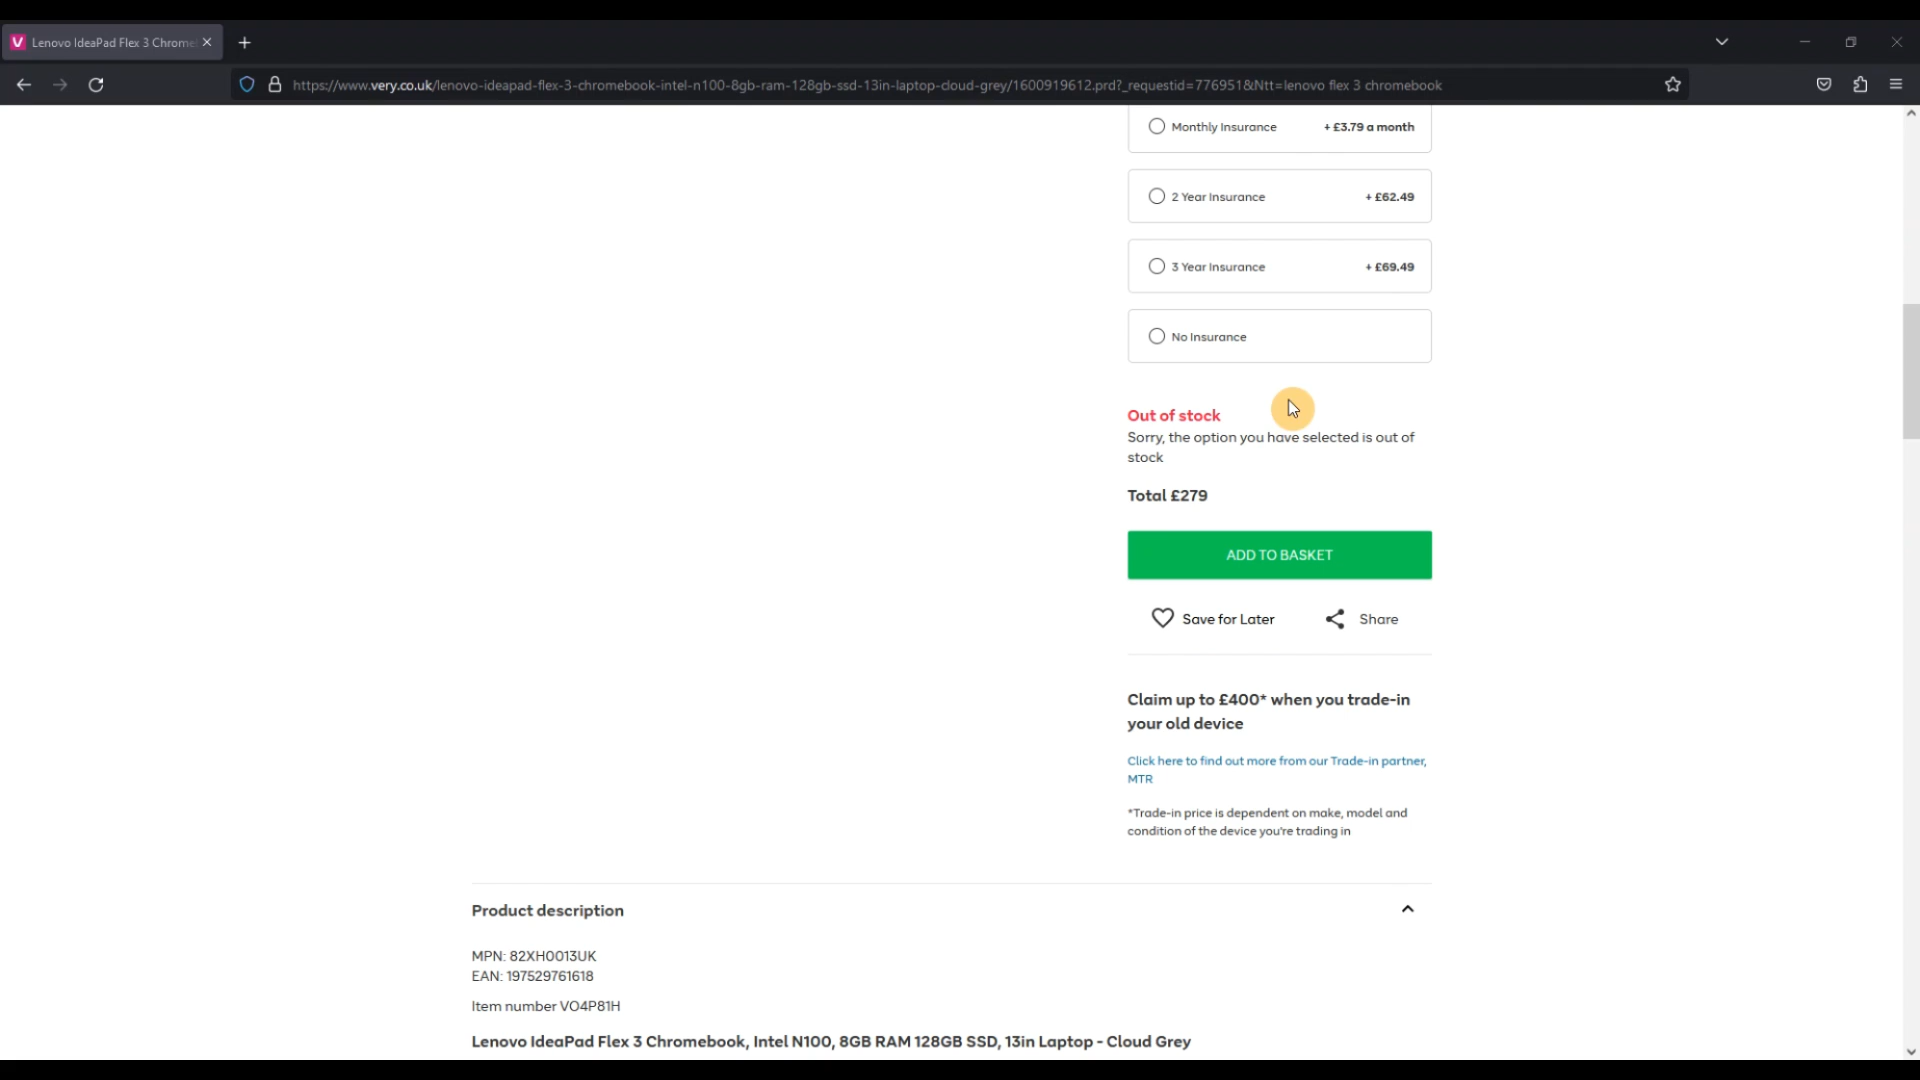 Lenovo IdeaPad Flex 3 Chrome
https://www.very.co.uk/lenovo-ideapad-flex-3-chromebook-intel-n100-8gb-ram-128gb-ssd-13in-laptop-cloud-grey/1600919612.prd?_requestid=776951&Ntt=lenovo flex 3 chromebook
Monthly Insurance + £3.79 a month
2 Year Insurance + £62.49
3 Year Insurance + £69.49
No Insurance
Out of stock
Sorry, the option you have selected is out of
stock
Total £279
ADD TO BASKET
Save for Later Share
Claim up to £400* when you trade-in
your old device
Click here to find out more from our Trade-in partner,
MTR
*Trade-in price is dependent on make, model and
condition of the device you're trading in
Product description
MPN: 82XH0013UK
EAN: 197529761618
Item number VO4P81H
Lenovo IdeaPad Flex 3 Chromebook, Intel N100, 8GB RAM 128GB SSD, 13in Laptop - Cloud Grey